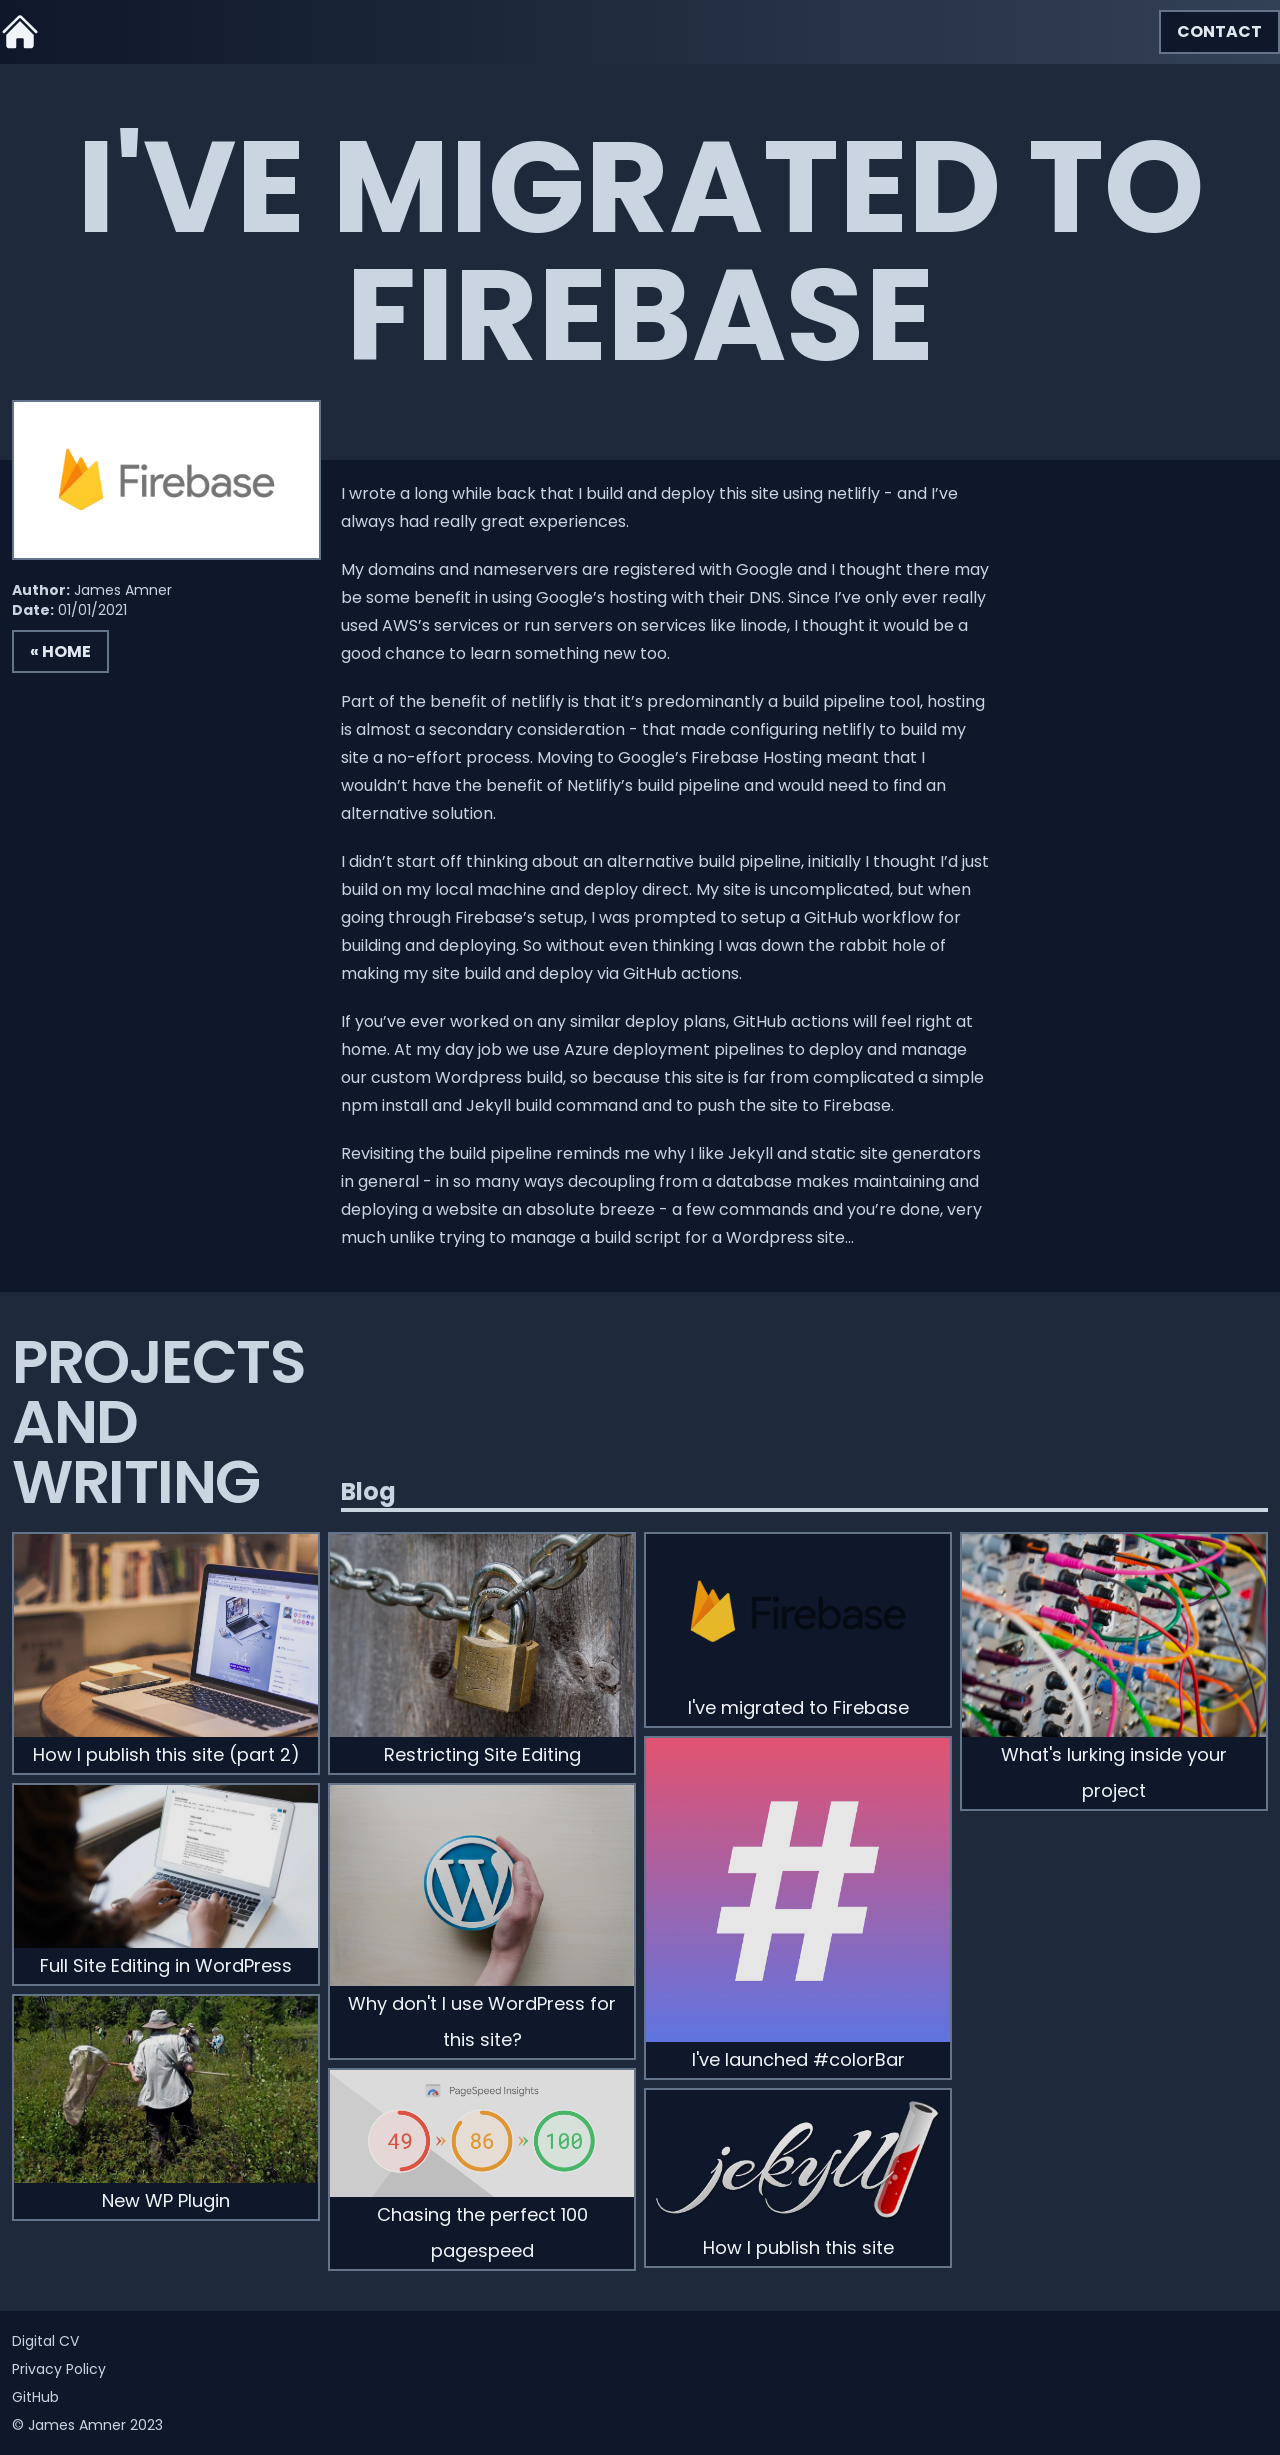 CONTACT
I'VE MIGRATED TO
FIREBASE
Firebase
Author: James Amner
Date: 01/01/2021
« HOME
I wrote a long while back that I build and deploy this site using netlifly - and I’ve
always had really great experiences.
My domains and nameservers are registered with Google and I thought there may
be some benefit in using Google’s hosting with their DNS. Since I’ve only ever really
used AWS’s services or run servers on services like linode, I thought it would be a
good chance to learn something new too.
Part of the benefit of netlifly is that it’s predominantly a build pipeline tool, hosting
is almost a secondary consideration - that made configuring netlifly to build my
site a no-effort process. Moving to Google’s Firebase Hosting meant that I
wouldn’t have the benefit of Netlifly’s build pipeline and would need to find an
alternative solution.
I didn’t start off thinking about an alternative build pipeline, initially I thought I’d just
build on my local machine and deploy direct. My site is uncomplicated, but when
going through Firebase’s setup, I was prompted to setup a GitHub workflow for
building and deploying. So without even thinking I was down the rabbit hole of
making my site build and deploy via GitHub actions.
If you’ve ever worked on any similar deploy plans, GitHub actions will feel right at
home. At my day job we use Azure deployment pipelines to deploy and manage
our custom Wordpress build, so because this site is far from complicated a simple
npm install and Jekyll build command and to push the site to Firebase.
Revisiting the build pipeline reminds me why I like Jekyll and static site generators
in general - in so many ways decoupling from a database makes maintaining and
deploying a website an absolute breeze - a few commands and you’re done, very
much unlike trying to manage a build script for a Wordpress site…
PROJECTS
AND
WRITING
Blog
How I publish this site (part 2)
Full Site Editing in WordPress
New WP Plugin
Restricting Site Editing
W
Why don't I use WordPress for
this site?
PageSpeed Insights
49 » 86 » 100
Chasing the perfect 100
pagespeed
Firebase
I've migrated to Firebase
#
I've launched #colorBar
jekyll
How I publish this site
What's lurking inside your
project
Digital CV
Privacy Policy
GitHub
© James Amner 2023